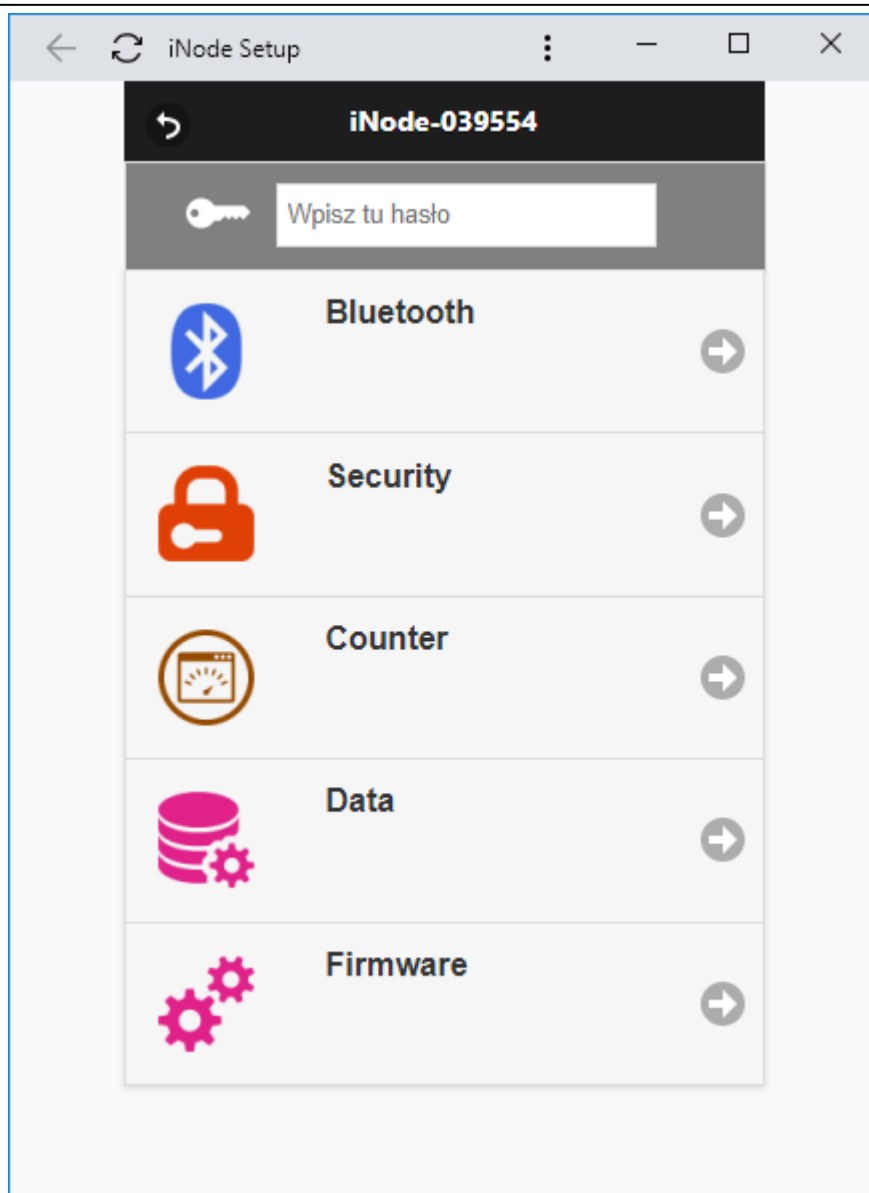 iNode Setup
iNode-039554
Wpisz tu hasło
Bluetooth
Security
Counter
Data
Firmware